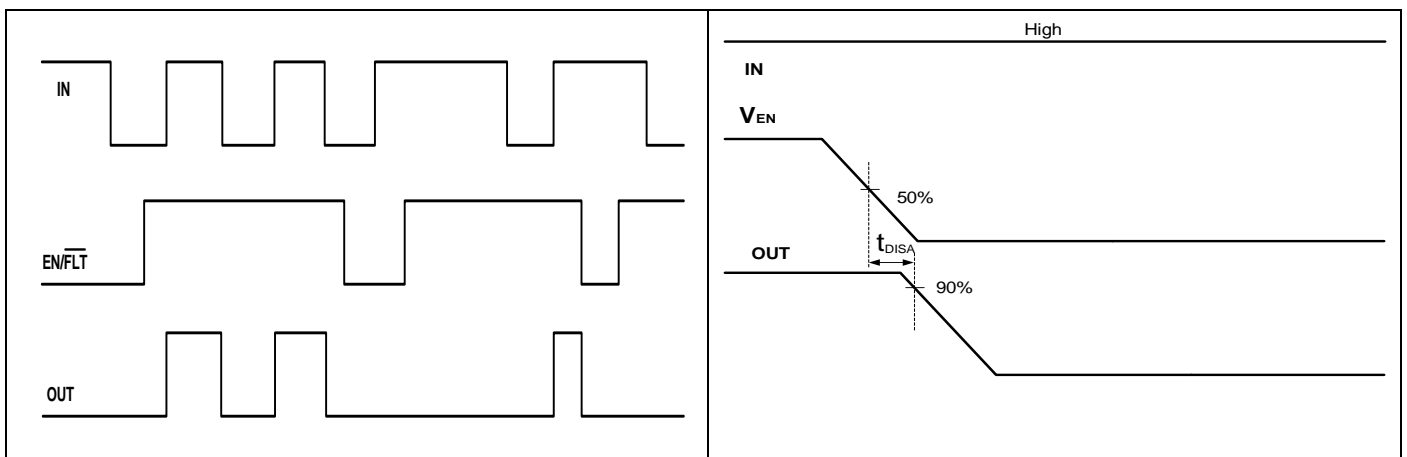 IN
EN/FLT
OUT
High
IN
VEN
50%
OUT
tDISA
90%